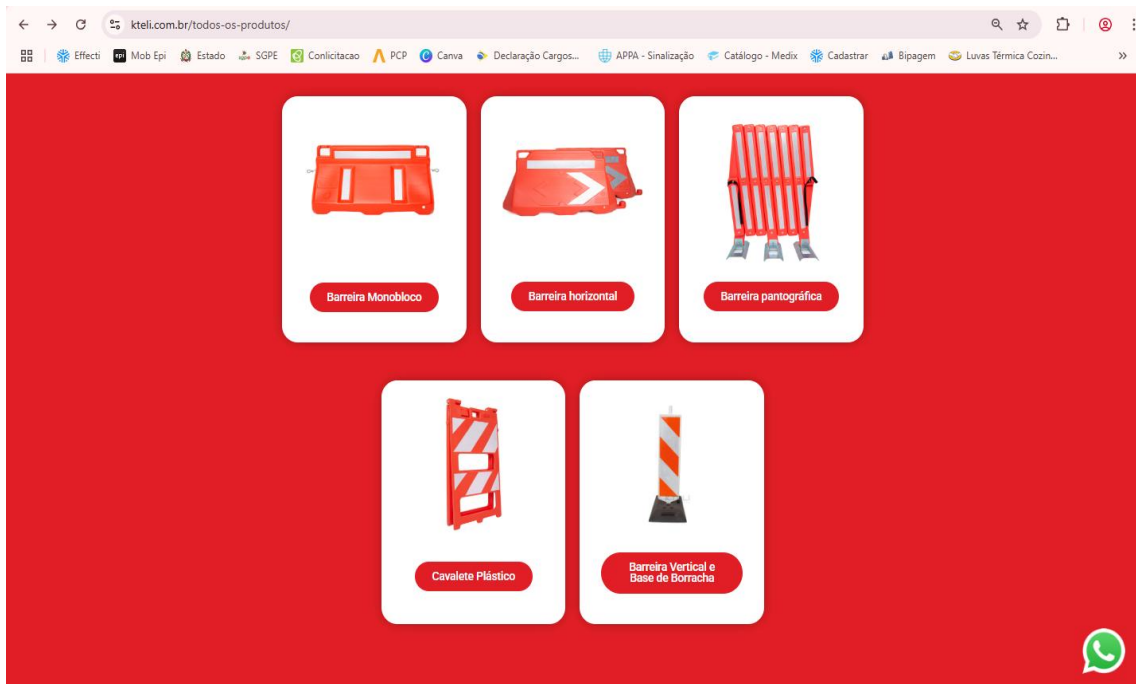 kteli.com.br/todos-os-produtos/
Effecti epi Mob Epi Estado SGPE Conlicitacao PCP Canva Declaração Cargos... APPA - Sinalização Catálogo - Medix Cadastrar Bipagem Luvas Térmica Cozin... »
Barreira Monobloco
Barreira horizontal
Barreira pantográfica
Cavalete Plástico
Barreira Vertical e
Base de Borracha